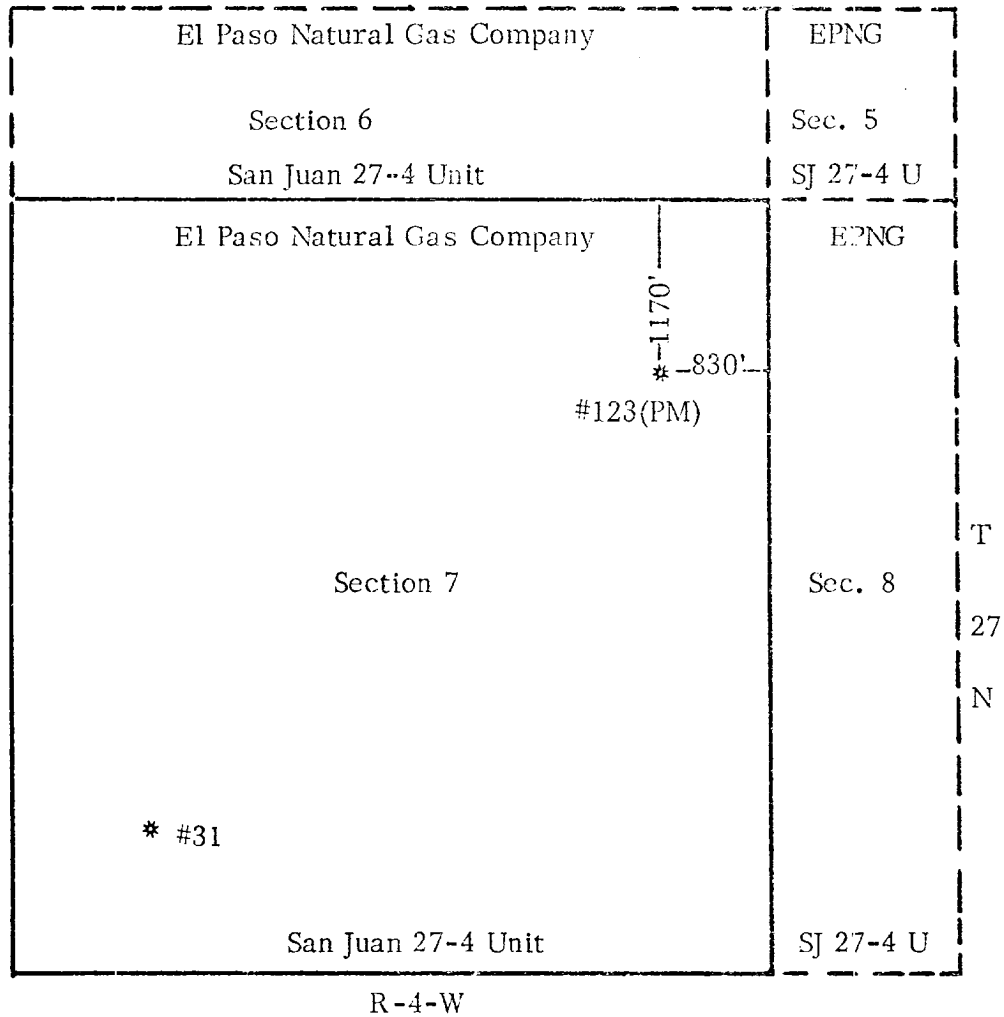 El Paso Natural Gas Company EPNG
Section 6 Sec. 5
San Juan 27-4 Unit SJ 27-4 U
El Paso Natural Gas Company EPNG
1170'
830'
#123(PM)
Section 7 Sec. 8
T
27
N
#31
San Juan 27-4 Unit SJ 27-4 U
R-4-W